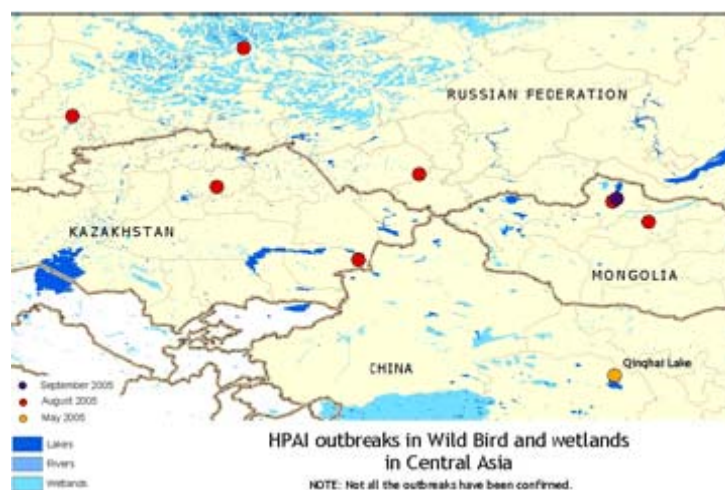 RUSSIAN FEDERATION
KAZAKHSTAN
MONGOLIA
CHINA
Qinghai Lake
September 2005
August 2005
May 2005
Lakes
Rivers
Wetlands
HPAI outbreaks in Wild Bird and wetlands
in Central Asia
NOTE: Not all the outbreaks have been confirmed.